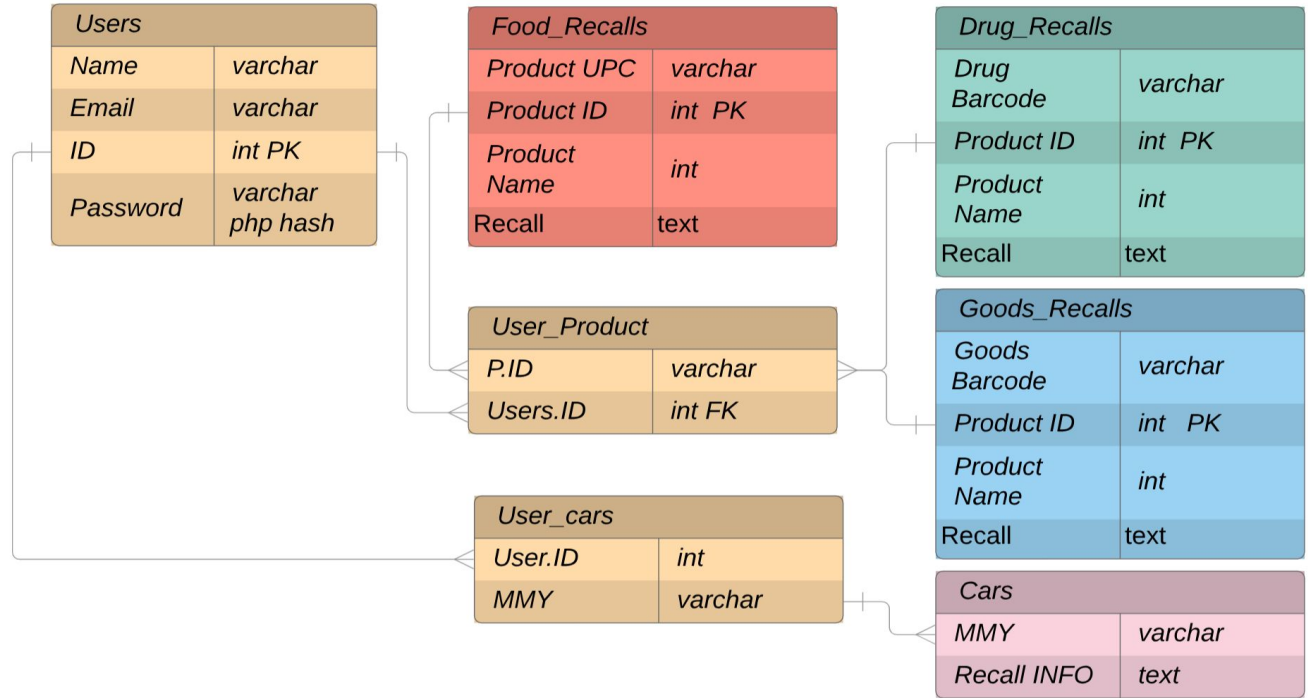 Users
Name varchar
Email varchar
ID int PK
Password varchar
php hash
Food_Recalls
Product UPC varchar
Product ID int PK
Product
Name int
Recall text
Drug_Recalls
Drug
Barcode varchar
Product ID int PK
Product
Name int
Recall text
User_Product
P.ID varchar
Users.ID int FK
Goods_Recalls
Goods
Barcode varchar
Product ID int PK
Product
Name int
Recall text
User_cars
User.ID int
MMY varchar
Cars
MMY varchar
Recall INFO text